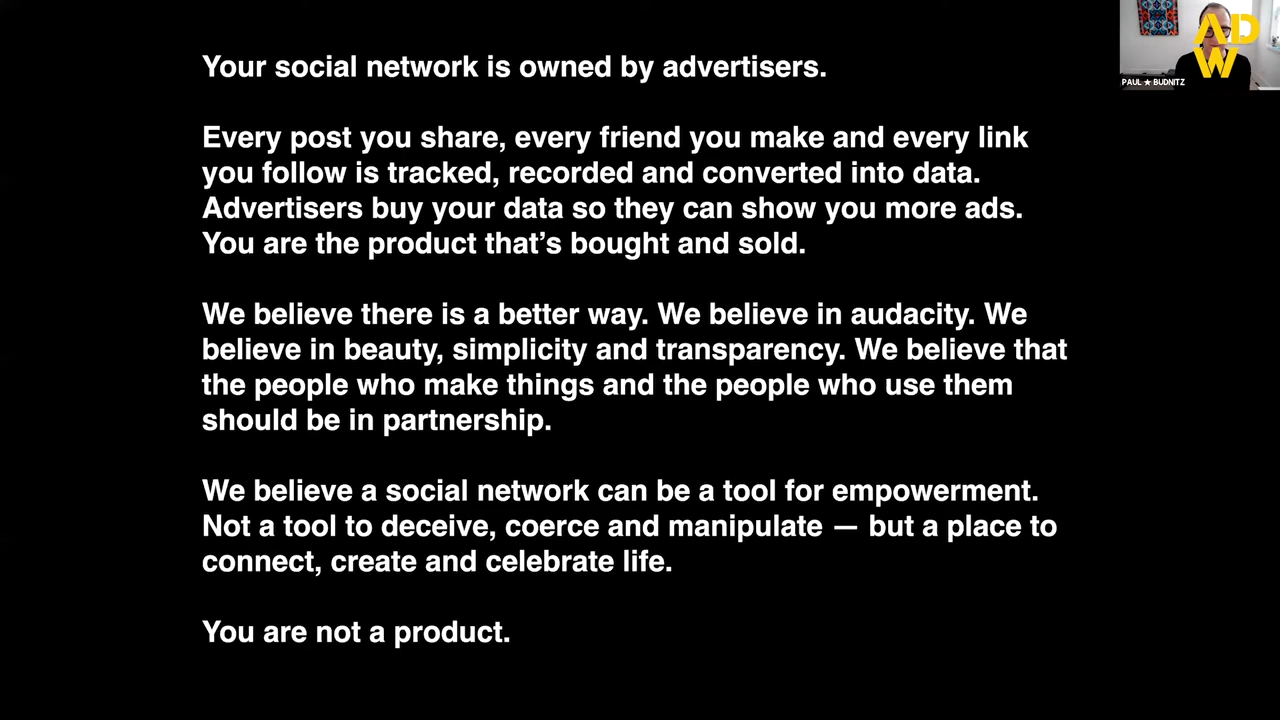 Your social network is owned by advertisers.
Every post you share, every friend you make and every link
you follow is tracked, recorded and converted into data.
Advertisers buy your data so they can show you more ads.
You are the product that’s bought and sold.
We believe there is a better way. We believe in audacity. We
believe in beauty, simplicity and transparency. We believe that
the people who make things and the people who use them
should be in partnership.
We believe a social network can be a tool for empowerment.
Not a tool to deceive, coerce and manipulate — but a place to
connect, create and celebrate life.
You are not a product.
ADW
PAUL ★ BUDNITZ